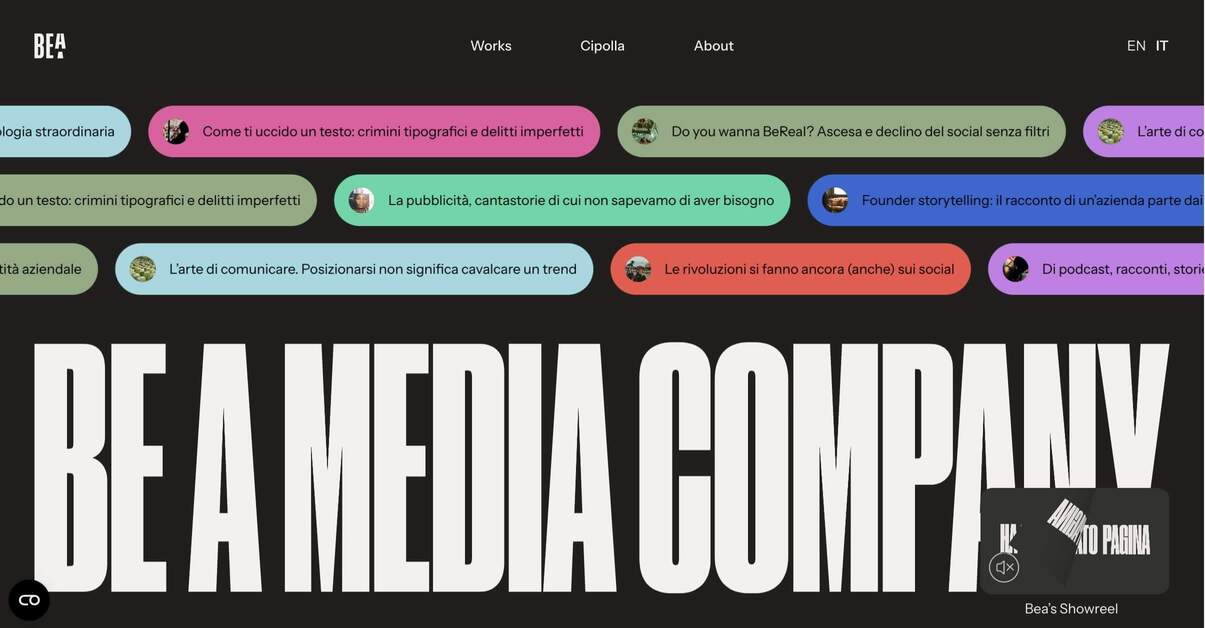 BEA
Works
Cipolla
About
EN IT
ologia straordinaria
Come ti uccido un testo: crimini tipografici e delitti imperfetti
Do you wanna BeReal? Ascesa e declino del social senza filtri
L'arte di co
do un testo: crimini tipografici e delitti imperfetti
La pubblicità, cantastorie di cui non sapevamo di aver bisogno
Founder storytelling: il racconto di un'azienda parte dai
tità aziendale
L'arte di comunicare. Posizionarsi non significa cavalcare un trend
Le rivoluzioni si fanno ancora (anche) sui social
Di podcast, racconti, storie
BE A MEDIA COMPANY
PAGINA
Bea's Showreel